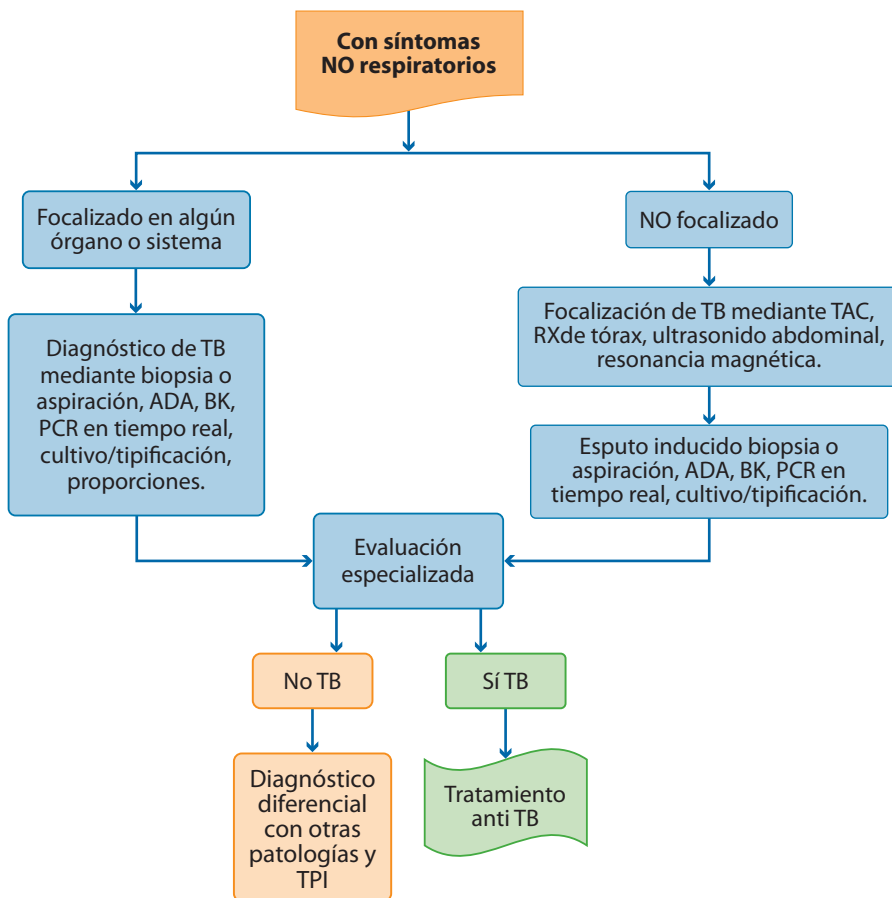 Con síntomas
NO respiratorios
Focalizado en algún
órgano o sistema
NO focalizado
Diagnóstico de TB
mediante biopsia o
aspiración, ADA, BK,
PCR en tiempo real,
cultivo/tipificación,
proporciones.
Focalización de TB mediante TAC,
RXde tórax, ultrasonido abdominal,
resonancia magnética.
Esputo inducido biopsia o
aspiración, ADA, BK, PCR en
tiempo real, cultivo/tipificación.
Evaluación
especializada
No TB
Sí TB
Diagnóstico
diferencial
con otras
patologías y
TPI
Tratamiento
anti TB